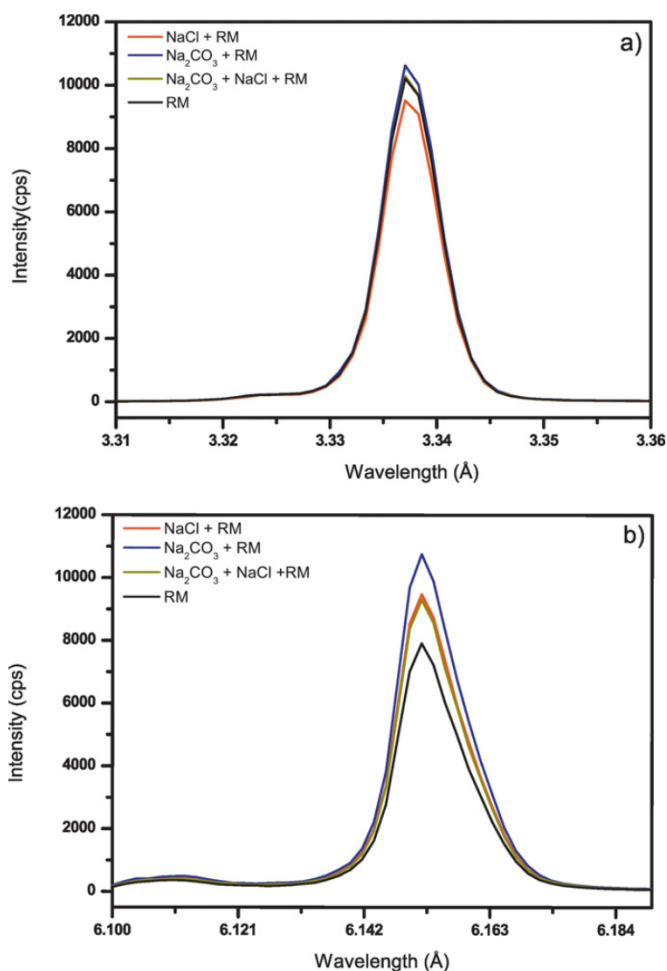 12000
10000
8000
6000
4000
2000
0
Intensity(cps)
NaCl + RM
Na₂CO₃ + RM
Na₂CO₃ + NaCl + RM
RM
a)
3.31 3.32 3.33 3.34 3.35 3.36
Wavelength (Å)
12000
10000
8000
6000
4000
2000
0
Intensity (cps)
NaCl + RM
Na₂CO₃ + RM
Na₂CO₃ + NaCl +RM
RM
b)
6.100 6.121 6.142 6.163 6.184
Wavelength (Å)